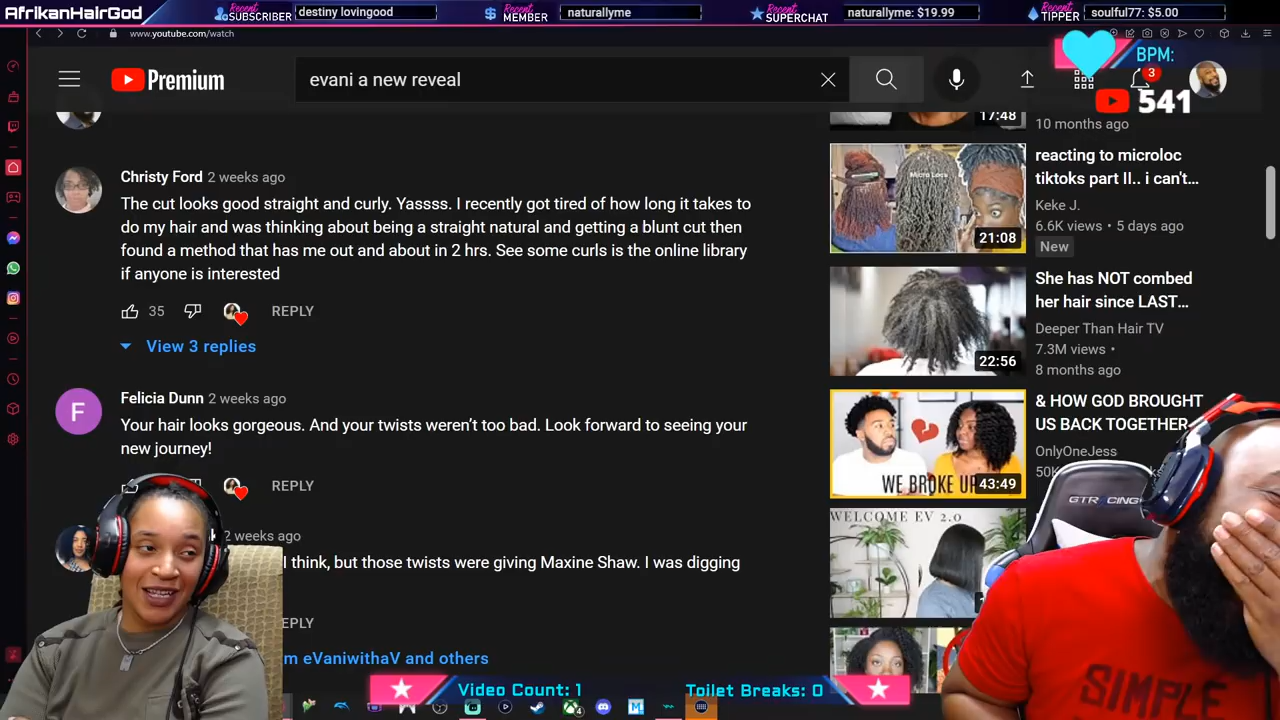 AfrikanHairGod
Recent SUBSCRIBER
destiny lovingood
Recent MEMBER
naturallyme
Recent SUPERCHAT
naturallyme: $19.99
Recent TIPPER
soulful77: $5.00
www.youtube.com/watch
Premium
evani a new reveal
3
BPM:
541
17:48
10 months ago
Christy Ford 2 weeks ago
The cut looks good straight and curly. Yassss. I recently got tired of how long it takes to
do my hair and was thinking about being a straight natural and getting a blunt cut then
found a method that has me out and about in 2 hrs. See some curls is the online library
if anyone is interested
35
REPLY
View 3 replies
Micro Locs
21:08
reacting to microloc
tiktoks part II.. i can't...
Keke J.
6.6K views • 5 days ago
New
22:56
She has NOT combed
her hair since LAST...
Deeper Than Hair TV
7.3M views •
8 months ago
F
Felicia Dunn 2 weeks ago
Your hair looks gorgeous. And your twists weren't too bad. Look forward to seeing your
new journey!
REPLY
WE BROKE UP
43:49
& HOW GOD BROUGHT
US BACK TOGETHER
OnlyOneJess
50K
GTRACING
2 weeks ago
I think, but those twists were giving Maxine Shaw. I was digging
WELCOME EV 2.0
m eVaniwithaV and others
SIMPLE
Video Count: 1
Toilet Breaks: 0